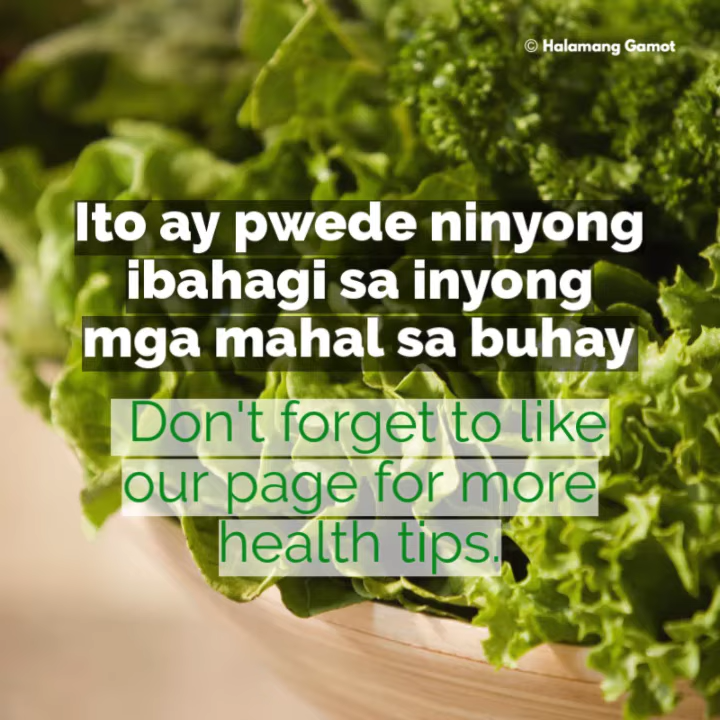 © Halamang Gamot
Ito ay pwede ninyong
ibahagi sa inyong
mga mahal sa buhay
Don't forget to like
our page for more
health tips.